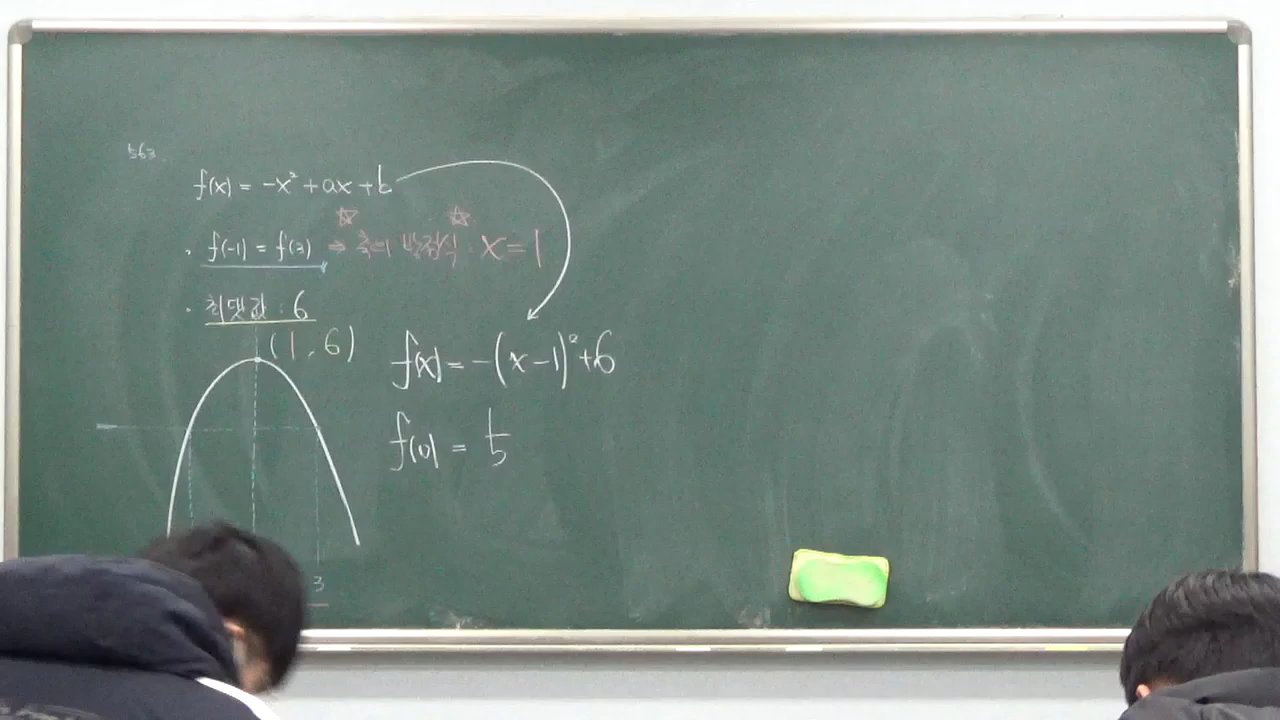 563.
f(x) = -x² + ax + b
· f(-1) = f(3) ⇒ 축의 방정식 : x = 1
· 최댓값 : 6
(1, 6)
f(x) = -(x-1)² + 6
f(0) = 5
3